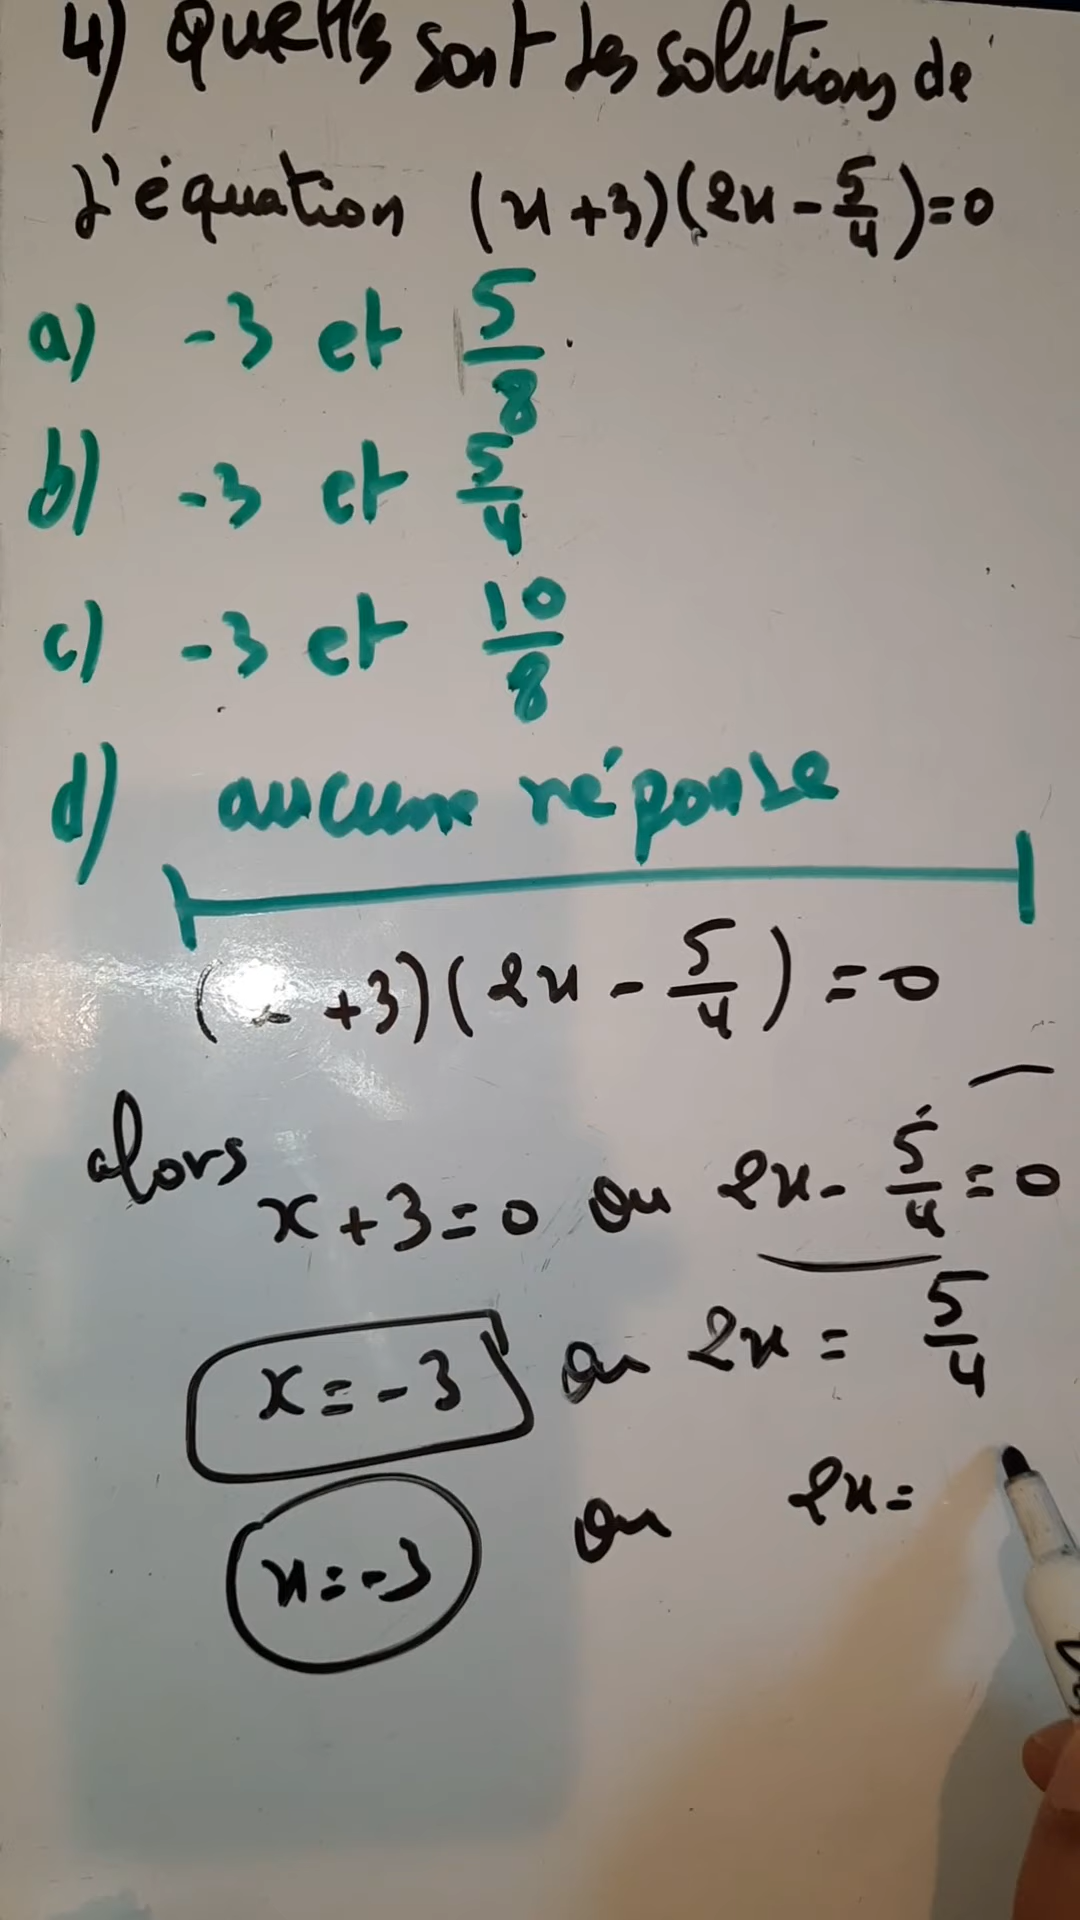 4) Quelles sont les solutions de
l'équation (x+3)(2x-5/4)=0
a) -3 et 5/8
b) -3 et 5/4
c) -3 et 10/8
d) aucune réponse
( +3)(2x-5/4)=0
alors
x+3=0 ou 2x-5/4=0
x=-3 ou 2x=5/4
x=-3 ou 2x=